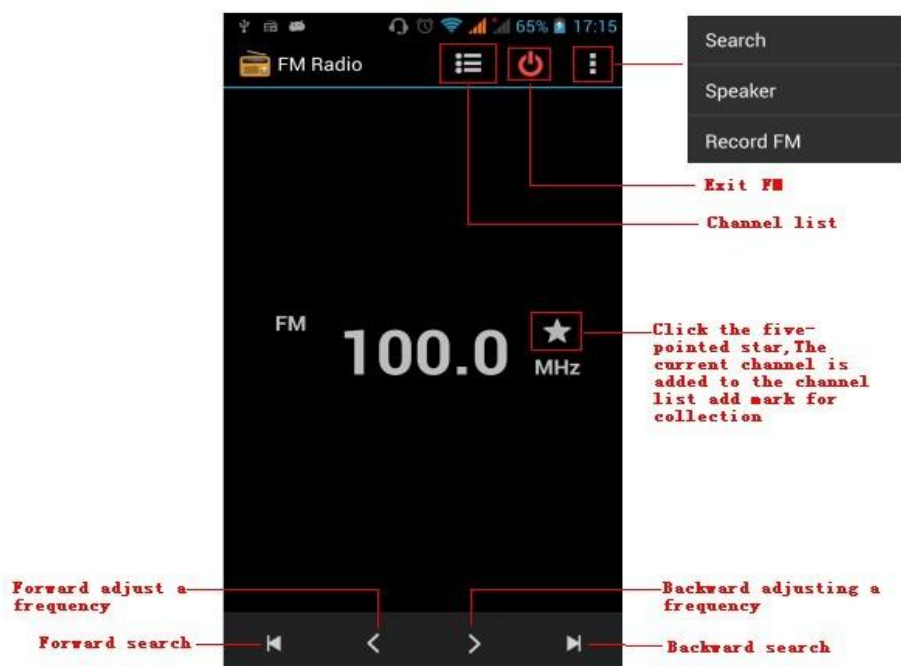 65% 17:15
FM Radio
Search
Speaker
Record FM
Exit FM
Channel list
FM
100.0
MHz
Click the five-
pointed star,The
current channel is
added to the channel
list add mark for
collection
Forward adjust a
frequency
Backward adjusting a
frequency
Forward search
Backward search